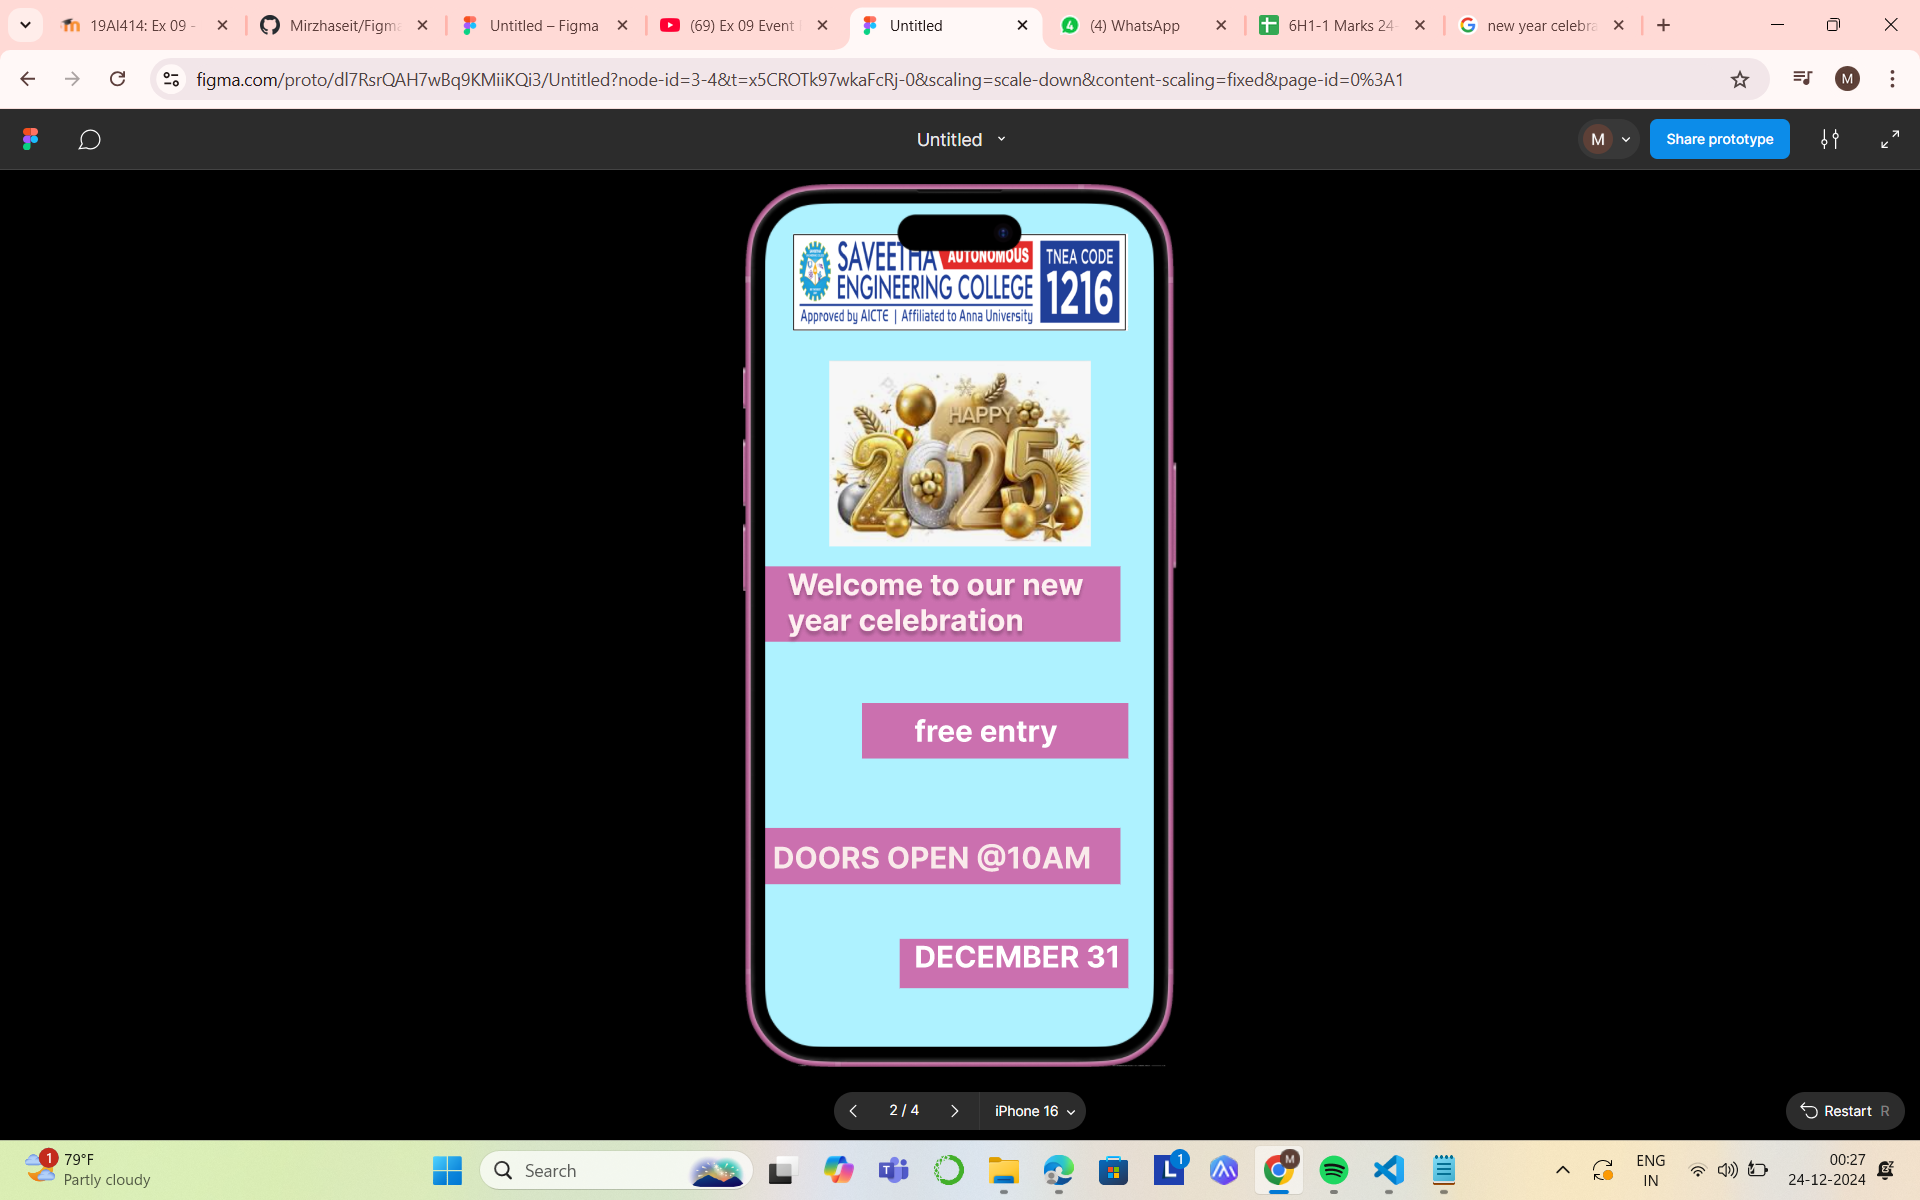 19AI414: Ex 09 -
Mirzhaseit/Figma
Untitled – Figma
(69) Ex 09 Event
Untitled
(4) WhatsApp
6H1-1 Marks 24-
new year celebra
figma.com/proto/dl7RsrQAH7wBq9KMiiKQi3/Untitled?node-id=3-4&t=x5CROTk97wkaFcRj-0&scaling=scale-down&content-scaling=fixed&page-id=0%3A1
M
Untitled
M
Share prototype
SAVEETHA AUTONOMOUS
ENGINEERING COLLEGE
Approved by AICTE | Affiliated to Anna University
TNEA CODE
1216
HAPPY
2025
Welcome to our new
year celebration
free entry
DOORS OPEN @10AM
DECEMBER 31
2 / 4
iPhone 16
Restart R
1
79°F
Partly cloudy
Search
1
M
ENG
IN
00:27
24-12-2024